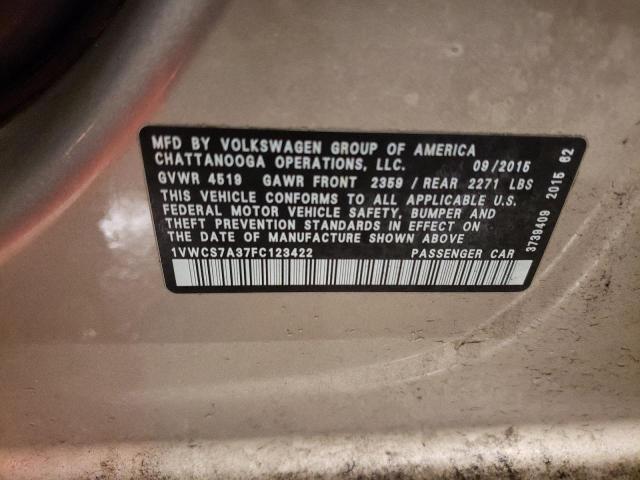 MFD BY VOLKSWAGEN GROUP OF AMERICA
CHATTANOOGA OPERATIONS, LLC. 09/2015
GVWR 4519 GAWR FRONT 2359 / REAR 2271 LBS
THIS VEHICLE CONFORMS TO ALL APPLICABLE U.S.
FEDERAL MOTOR VEHICLE SAFETY, BUMPER AND
THEFT PREVENTION STANDARDS IN EFFECT ON
THE DATE OF MANUFACTURE SHOWN ABOVE
1VWCS7A37FC123422 PASSENGER CAR
3739409 2015 62